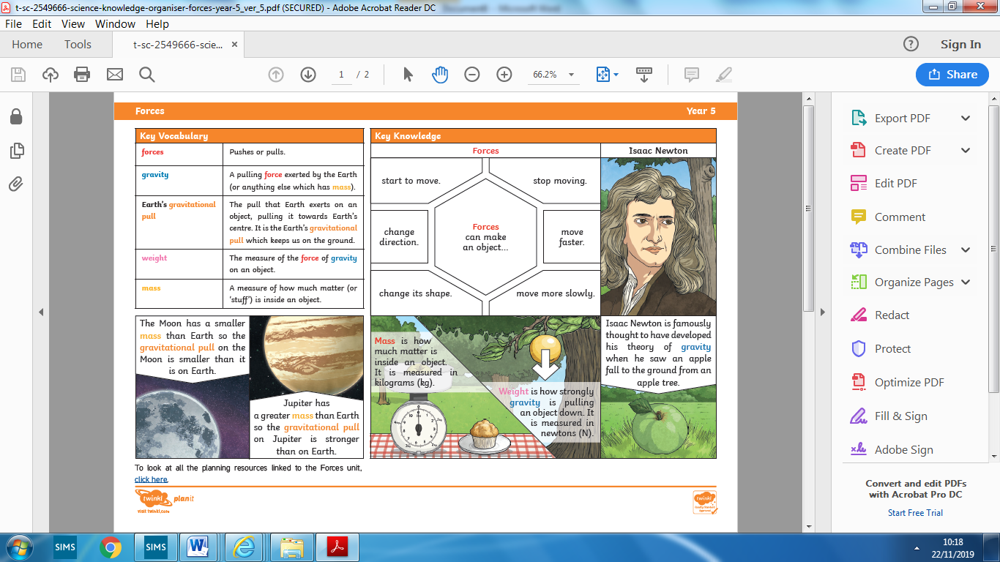 t-sc-2549666-science-knowledge-organiser-forces-year-5_ver_5.pdf (SECURED) - Adobe Acrobat Reader DC
File Edit View Window Help
Home Tools t-sc-2549666-scie... × Sign In
1 / 2 66.2% Share
Forces Year 5
Key Vocabulary
forces Pushes or pulls.
gravity A pulling force exerted by the Earth
(or anything else which has mass).
Earth's gravitational The pull that Earth exerts on an
pull object, pulling it towards Earth's
centre. It is the Earth's gravitational
pull which keeps us on the ground.
weight The measure of the force of gravity
on an object.
mass A measure of how much matter (or
'stuff') is inside an object.
The Moon has a smaller
mass than Earth so the
gravitational pull on the
Moon is smaller than it
is on Earth.
Jupiter has
a greater mass than Earth
so the gravitational pull
on Jupiter is stronger
than on Earth.
Key Knowledge
Forces
start to move.
stop moving.
change
direction.
Forces
can make
an object...
move
faster.
change its shape.
move more slowly.
Isaac Newton
Mass is how
much matter is
inside an object.
It is measured in
kilograms (kg).
Weight is how strongly
gravity is pulling
an object down. It
is measured in
newtons (N).
Isaac Newton is famously
thought to have developed
his theory of gravity
when he saw an apple
fall to the ground from an
apple tree.
To look at all the planning resources linked to the Forces unit,
click here.
twinkl planit
visit twinkl.com
twinkl
Export PDF
Create PDF
Edit PDF
Comment
Combine Files
Organize Pages
Redact
Protect
Optimize PDF
Fill & Sign
Adobe Sign
Convert and edit PDFs
with Acrobat Pro DC
Start Free Trial
SIMS SIMS
10:18
22/11/2019